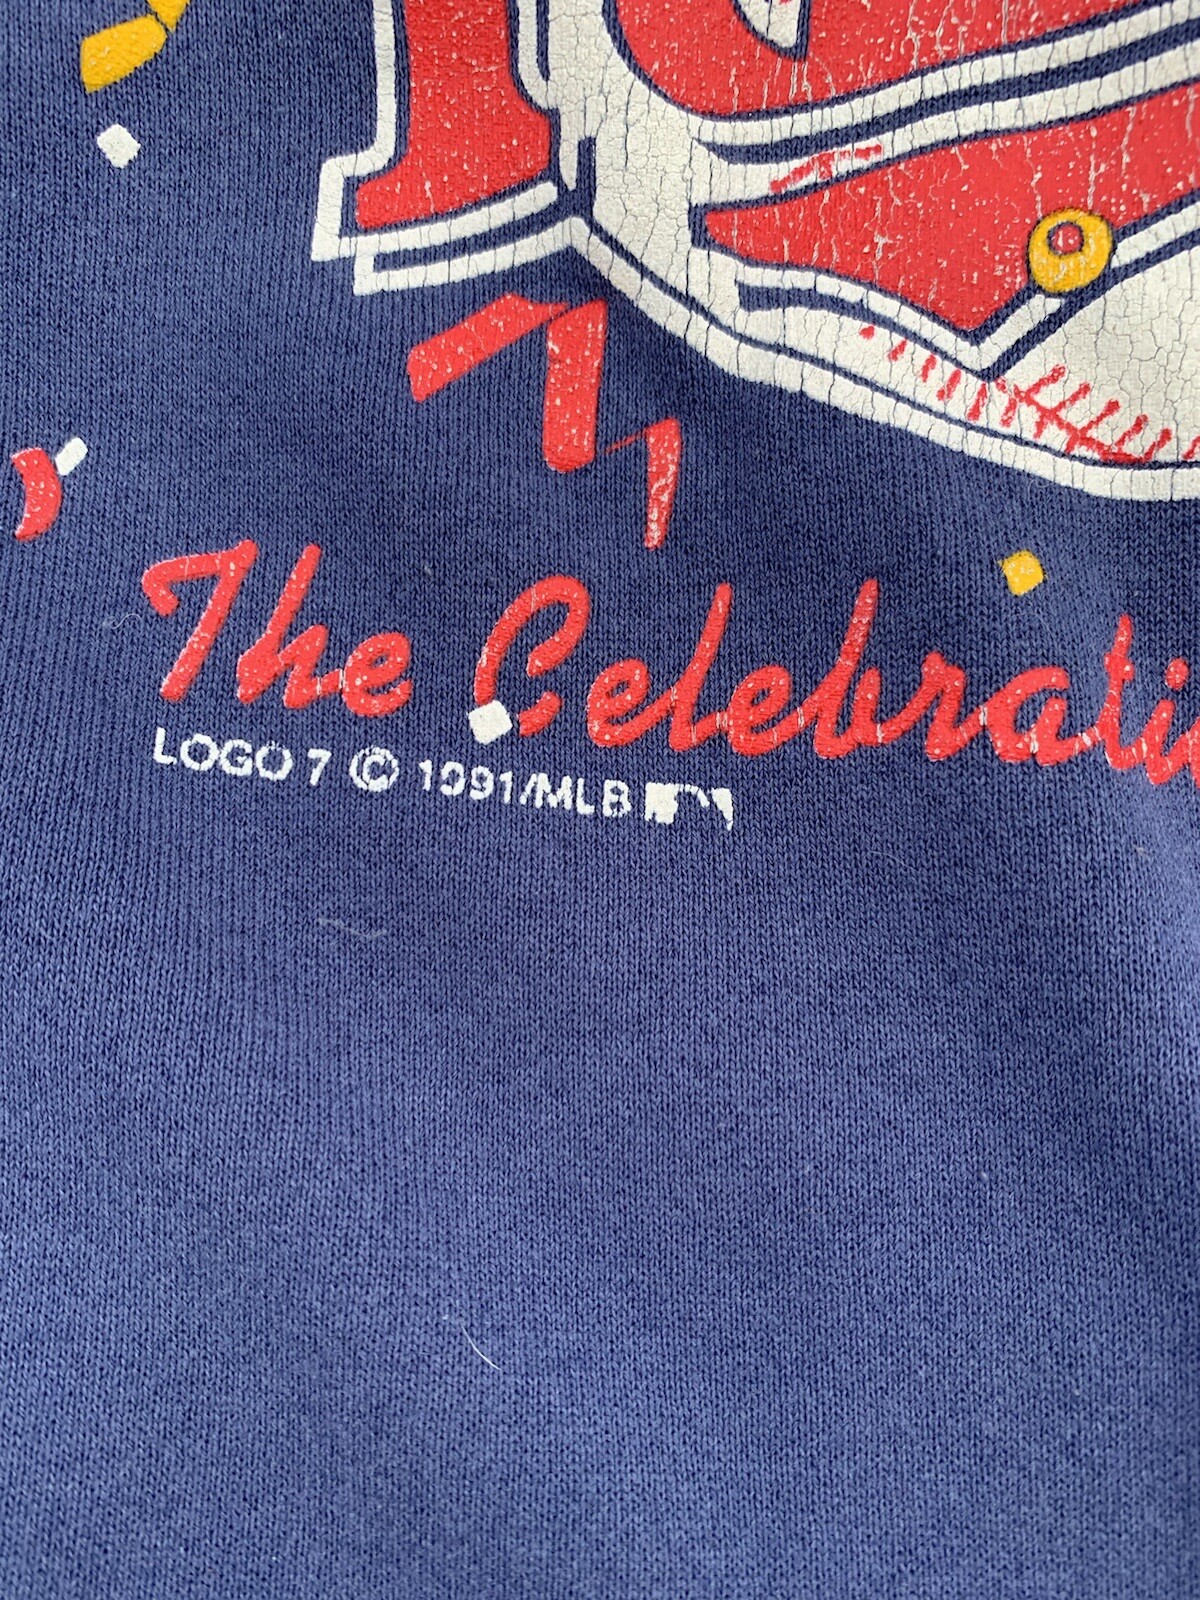 The Celebrati
LOGO 7 © 1991/MLB